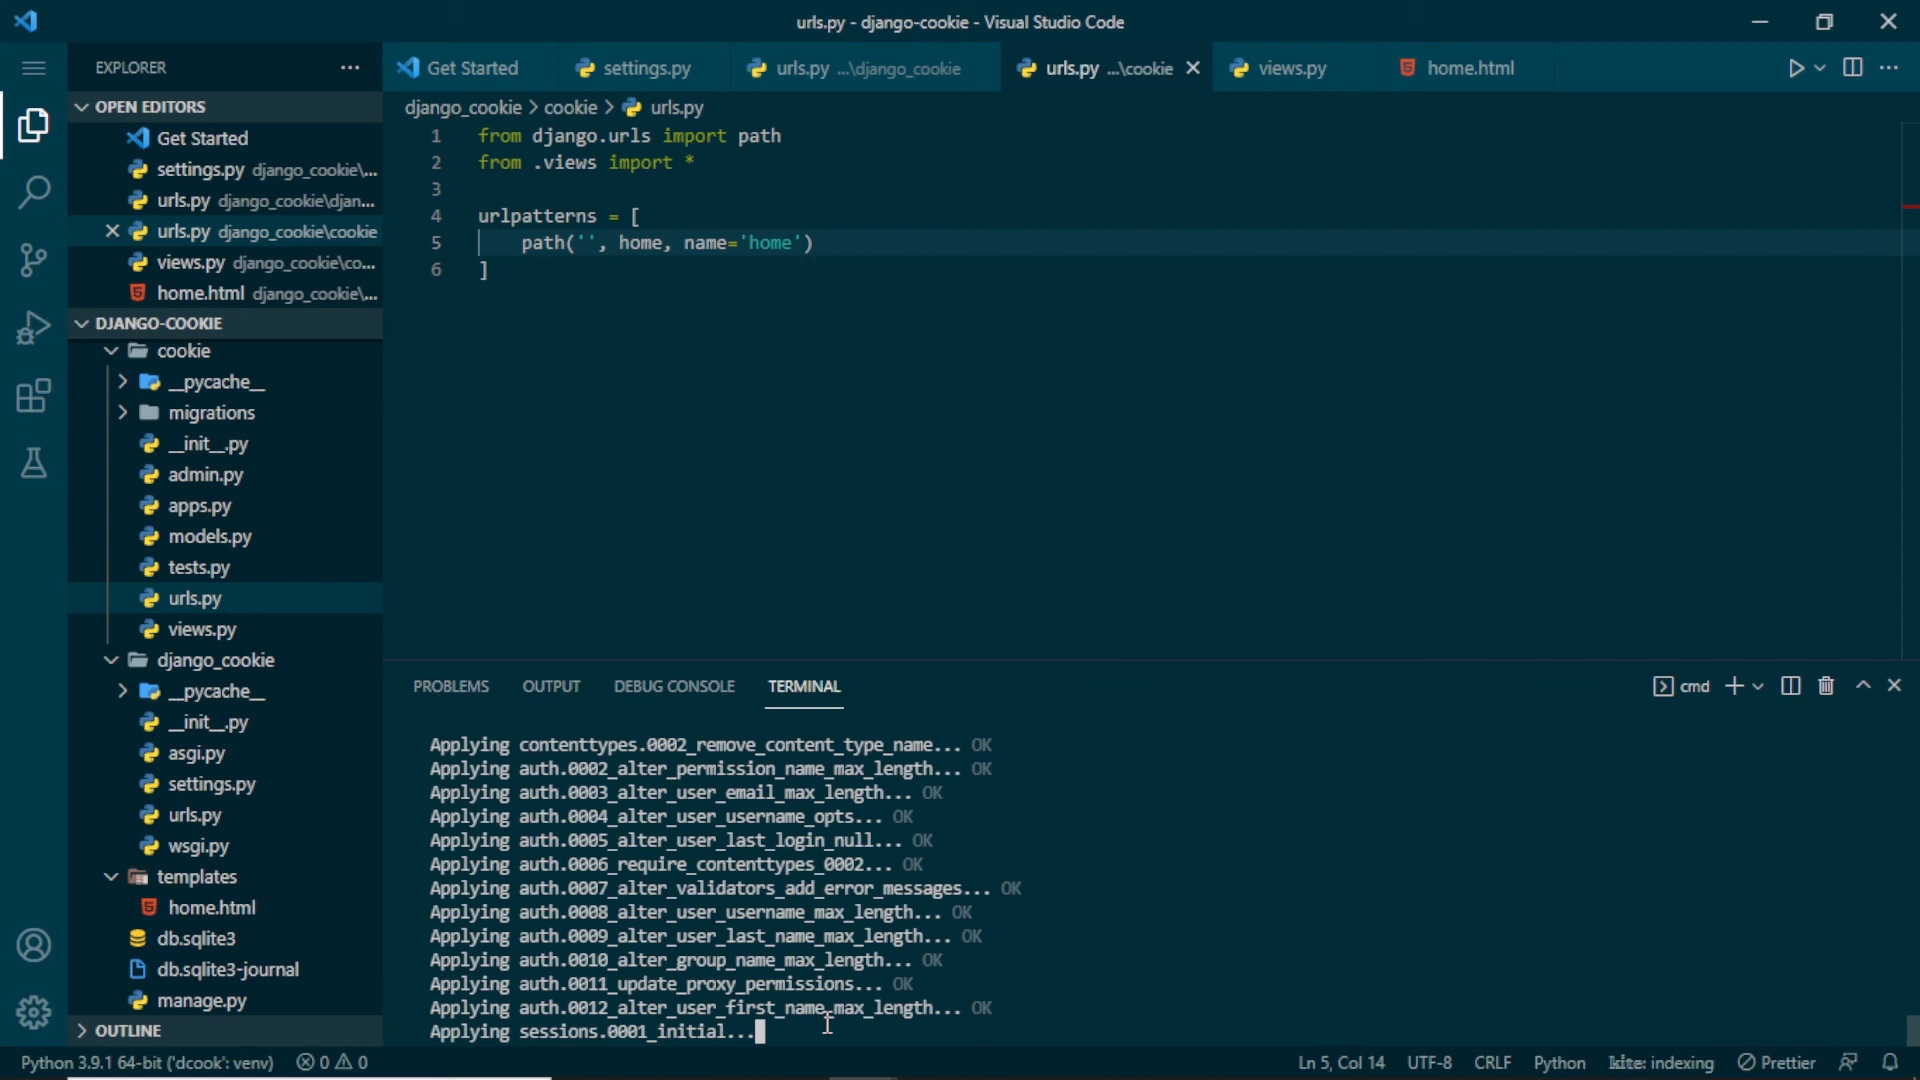 urls.py - django-cookie - Visual Studio Code
EXPLORER
OPEN EDITORS
Get Started
settings.py django_cookie\...
urls.py django_cookie\djan...
urls.py django_cookie\cookie
views.py django_cookie\co...
home.html django_cookie\...
DJANGO-COOKIE
cookie
__pycache__
migrations
__init__.py
admin.py
apps.py
models.py
tests.py
urls.py
views.py
django_cookie
__pycache__
__init__.py
asgi.py
settings.py
urls.py
wsgi.py
templates
home.html
db.sqlite3
db.sqlite3-journal
manage.py
OUTLINE
Get Started settings.py urls.py ...\django_cookie urls.py ...\cookie views.py home.html
django_cookie > cookie > urls.py
1 from django.urls import path
2 from .views import *
3
4 urlpatterns = [
5 path('', home, name='home')
6 ]
PROBLEMS OUTPUT DEBUG CONSOLE TERMINAL cmd
Applying contenttypes.0002_remove_content_type_name... OK
Applying auth.0002_alter_permission_name_max_length... OK
Applying auth.0003_alter_user_email_max_length... OK
Applying auth.0004_alter_user_username_opts... OK
Applying auth.0005_alter_user_last_login_null... OK
Applying auth.0006_require_contenttypes_0002... OK
Applying auth.0007_alter_validators_add_error_messages... OK
Applying auth.0008_alter_user_username_max_length... OK
Applying auth.0009_alter_user_last_name_max_length... OK
Applying auth.0010_alter_group_name_max_length... OK
Applying auth.0011_update_proxy_permissions... OK
Applying auth.0012_alter_user_first_name_max_length... OK
Applying sessions.0001_initial...
Python 3.9.1 64-bit ('dcook': venv) 0 0 Ln 5, Col 14 UTF-8 CRLF Python kite: indexing Prettier